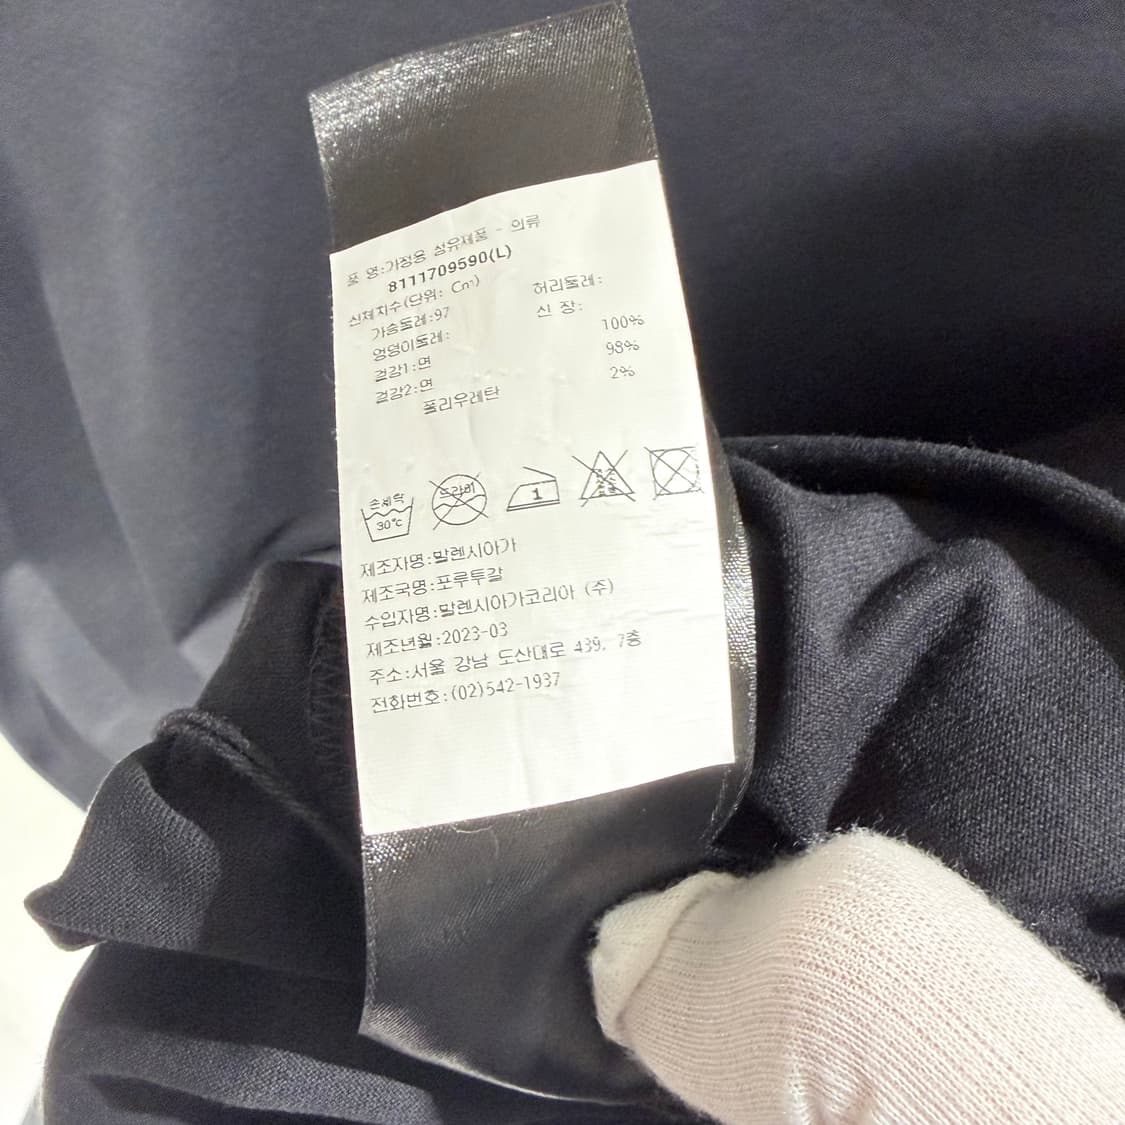 품 명:가정용 섬유제품 - 의류
8111709590(L)
신체치수(단위: Cm)
가슴둘레:97 허리둘레:
엉덩이둘레: 신 장:
겉감1:면 100%
겉감2:면 98%
폴리우레탄 2%
손세탁 30℃
드라이
1
제조자명:발렌시아가
제조국명:포루투갈
수입자명:발렌시아가코리아 (주)
제조년월:2023-03
주소:서울 강남 도산대로 439, 7층
전화번호:(02)542-1937